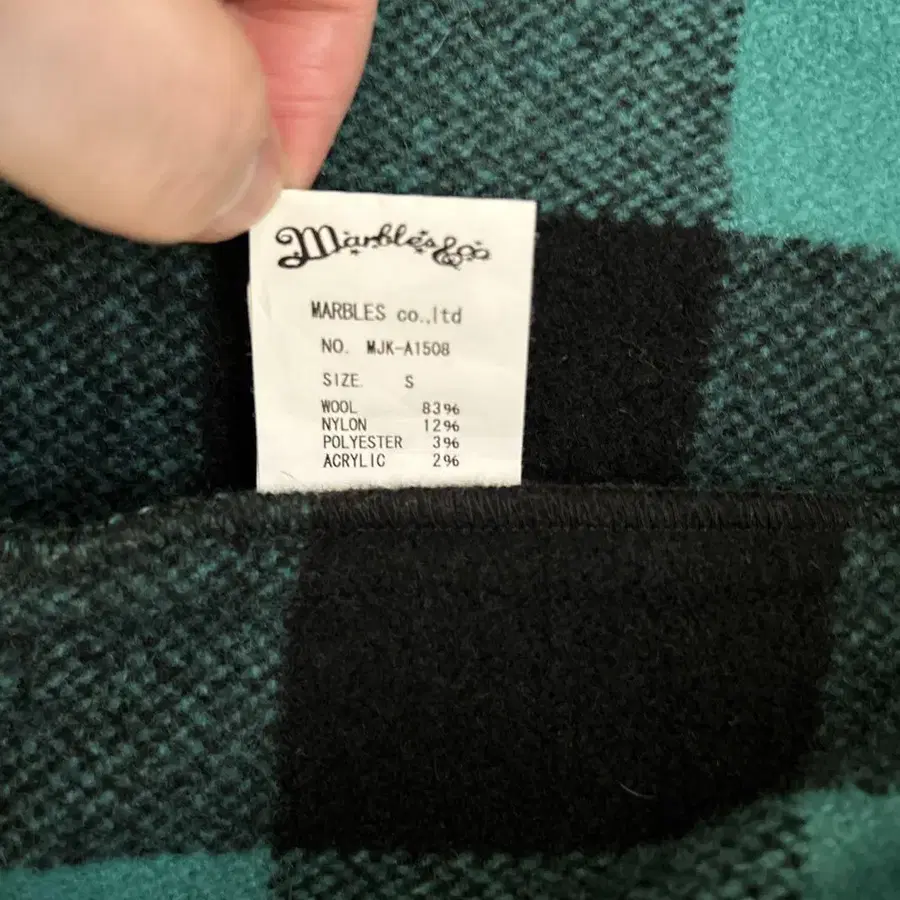 Marbles&co
MARBLES co.,ltd
NO. MJK-A1508
SIZE. S
WOOL 83%
NYLON 12%
POLYESTER 3%
ACRYLIC 2%